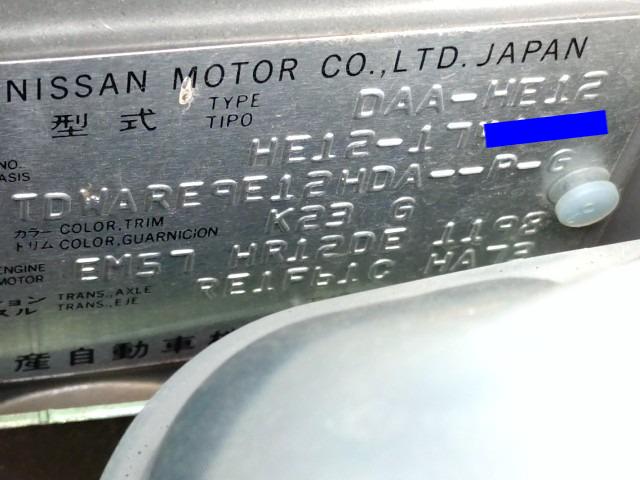 NISSAN MOTOR CO.,LTD. JAPAN
型式 TYPE TIPO DAA-HE12
NO. ASIS HE12-17
TDWARE9E12HDA--P-G
カラー トリム COLOR,TRIM COLOR,GUARNICION K23 G
ENGINE MOTOR EM57 HR12DE 1198
TRANS.,AXLE TRANS.,EJE RE1F61C HA72
産自動車